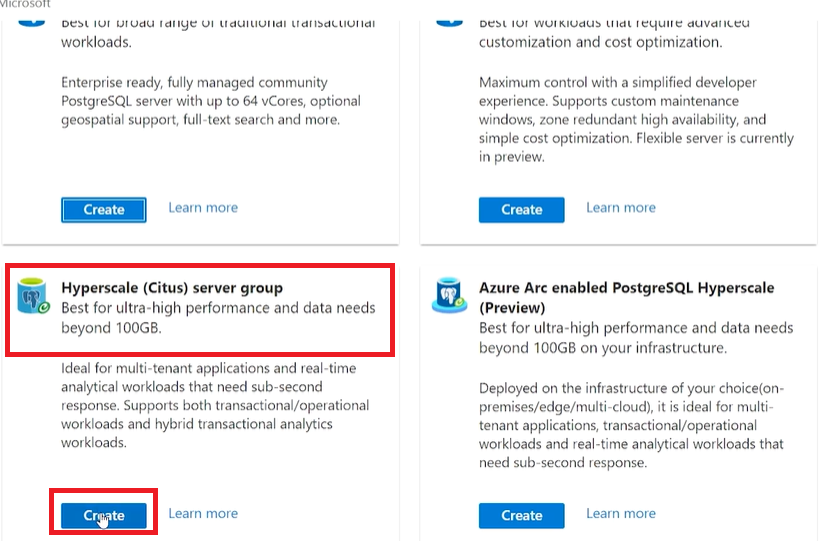 Microsoft
Best for broad range of traditional transactional
workloads.
Enterprise ready, fully managed community
PostgreSQL server with up to 64 vCores, optional
geospatial support, full-text search and more.
Create
Learn more
Best for workloads that require advanced
customization and cost optimization.
Maximum control with a simplified developer
experience. Supports custom maintenance
windows, zone redundant high availability, and
simple cost optimization. Flexible server is currently
in preview.
Create
Learn more
Hyperscale (Citus) server group
Best for ultra-high performance and data needs
beyond 100GB.
Ideal for multi-tenant applications and real-time
analytical workloads that need sub-second
response. Supports both transactional/operational
workloads and hybrid transactional analytics
workloads.
Create
Learn more
Azure Arc enabled PostgreSQL Hyperscale
(Preview)
Best for ultra-high performance and data needs
beyond 100GB on your infrastructure.
Deployed on the infrastructure of your choice(on-
premises/edge/multi-cloud), it is ideal for multi-
tenant applications, transactional/operational
workloads and real-time analytical workloads that
need sub-second response.
Create
Learn more